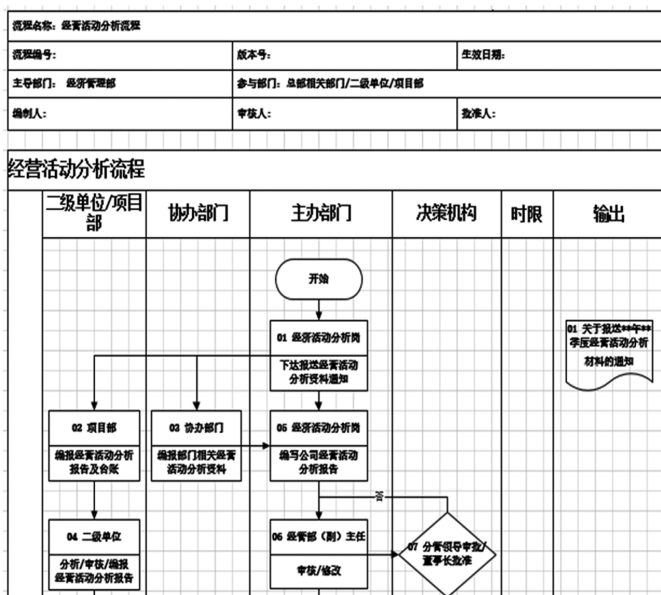 流程名称：经营活动分析流程
流程编号：
版本号：
生效日期：
主导部门： 经济管理部
参与部门：总部相关部门/二级单位/项目部
编制人：
审核人：
批准人：
经营活动分析流程
二级单位/项目
部
协办部门
主办部门
决策机构
时限
输出
开始
01 经济活动分析岗
下达报送经营活动
分析资料通知
01 关于报送**年**
季度经营活动分析
材料的通知
02 项目部
编报经营活动分析
报告及台账
03 协办部门
编报部门相关经营
活动分析资料
05 经济活动分析岗
编写公司经营活动
分析报告
否
04 二级单位
分析/审核/编报
经营活动分析报告
06 经营部（副）主任
审核/修改
07 分管领导审批/
董事长批准